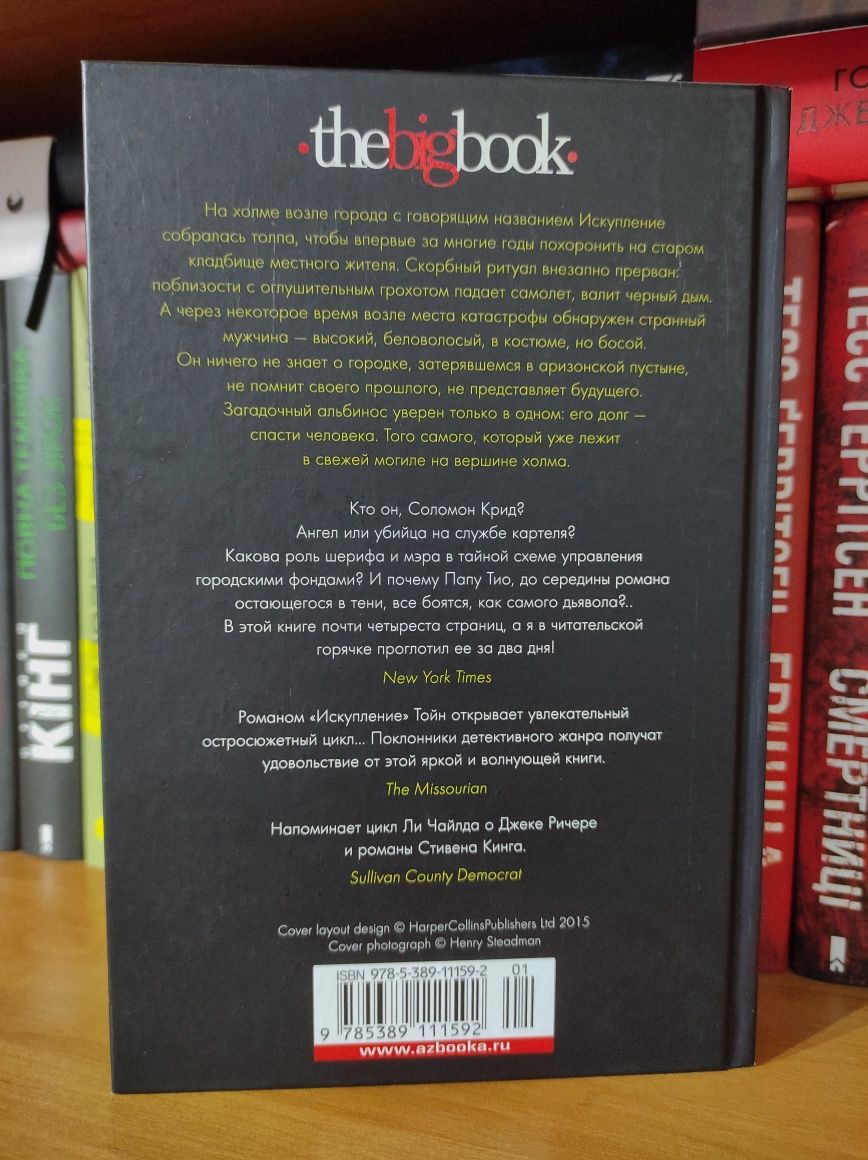 •thebigbook•
На холме возле города с говорящим названием Искупление
собралась толпа, чтобы впервые за многие годы похоронить на старом
кладбище местного жителя. Скорбный ритуал внезапно прерван:
поблизости с оглушительным грохотом падает самолет, валит черный дым.
А через некоторое время возле места катастрофы обнаружен странный
мужчина — высокий, беловолосый, в костюме, но босой.
Он ничего не знает о городке, затерявшемся в аризонской пустыне,
не помнит своего прошлого, не представляет будущего.
Загадочный альбинос уверен только в одном: его долг —
спасти человека. Того самого, который уже лежит
в свежей могиле на вершине холма.
Кто он, Соломон Крид?
Ангел или убийца на службе картеля?
Какова роль шерифа и мэра в тайной схеме управления
городскими фондами? И почему Папу Тио, до середины романа
остающегося в тени, все боятся, как самого дьявола?..
В этой книге почти четыреста страниц, а я в читательской
горячке проглотил ее за два дня!
New York Times
Романом «Искупление» Тойн открывает увлекательный
остросюжетный цикл... Поклонники детективного жанра получат
удовольствие от этой яркой и волнующей книги.
The Missourian
Напоминает цикл Ли Чайлда о Джеке Ричере
и романы Стивена Кинга.
Sullivan County Democrat
Cover layout design © HarperCollinsPublishers Ltd 2015
Cover photograph © Henry Steadman
ISBN 978-5-389-11159-2 01
9 785389 111592
www.azbooka.ru
ПОВНА ТЕМРЯВА
БЕЗ ЗІРОК
КІНГ
ТЕСС ҐЕРРІТСЕН
ТЕСС ҐЕРРІТСЕН
СМЕРТНИЦІ